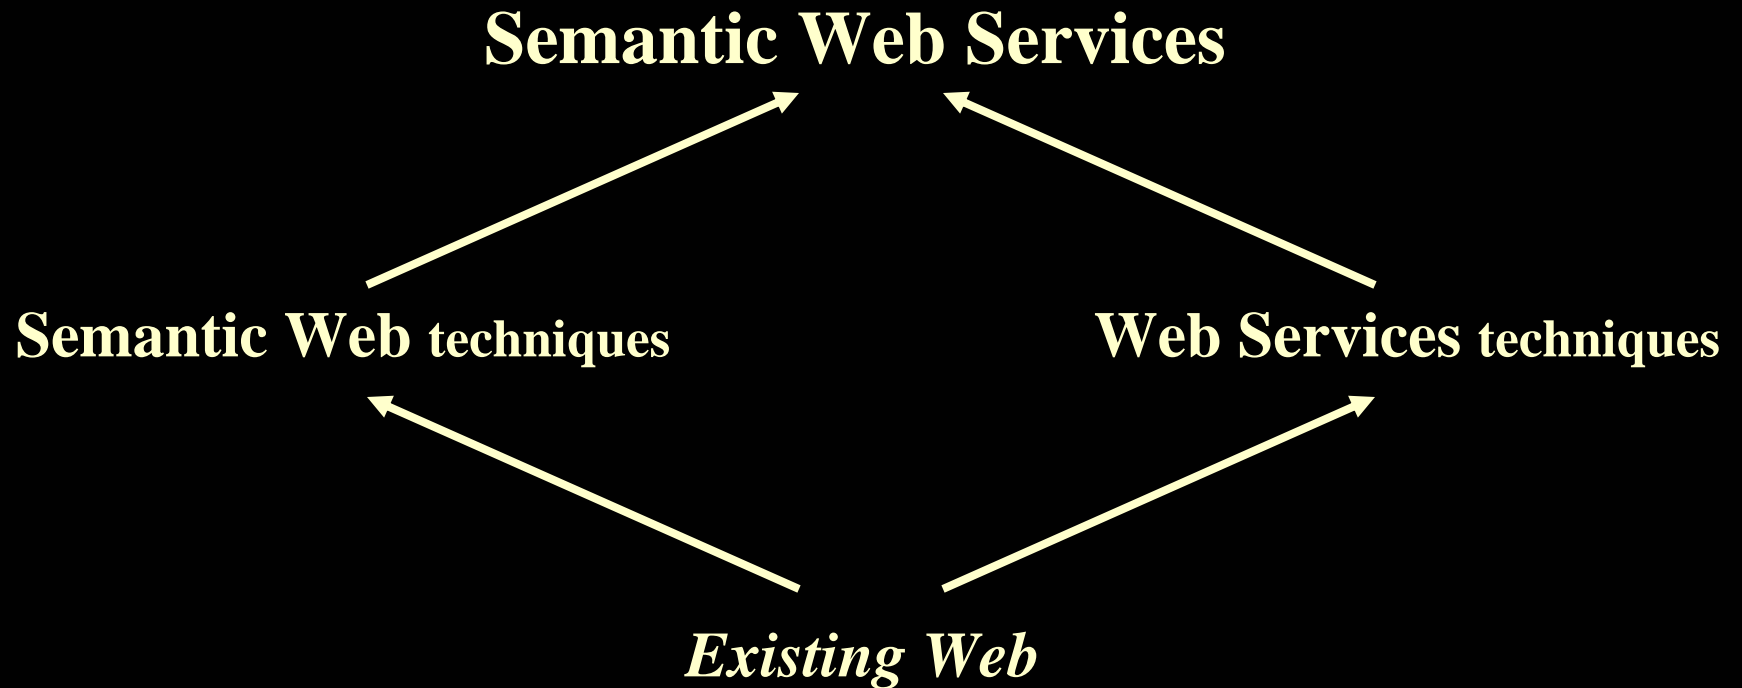 Semantic Web Services
Semantic Web techniques
Web Services techniques
Existing Web